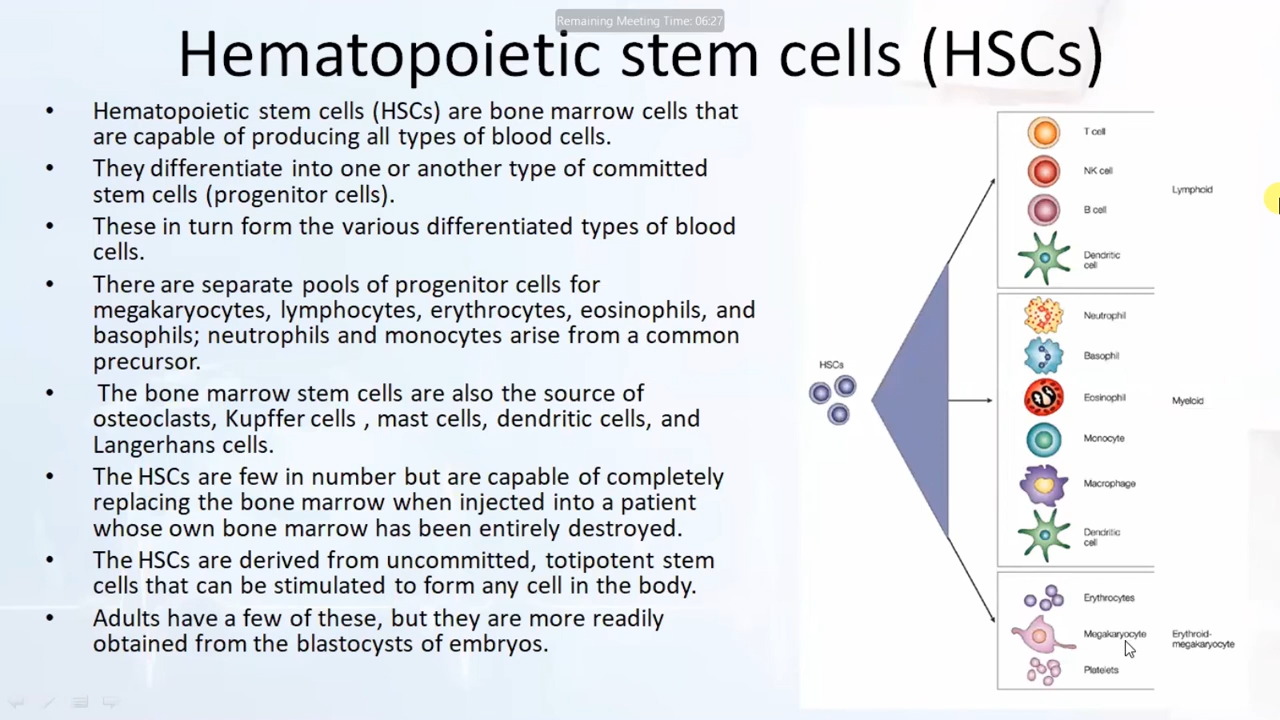 Remaining Meeting Time: 06:27
Hematopoietic stem cells (HSCs)
• Hematopoietic stem cells (HSCs) are bone marrow cells that
are capable of producing all types of blood cells.
• They differentiate into one or another type of committed
stem cells (progenitor cells).
• These in turn form the various differentiated types of blood
cells.
• There are separate pools of progenitor cells for
megakaryocytes, lymphocytes, erythrocytes, eosinophils, and
basophils; neutrophils and monocytes arise from a common
precursor.
• The bone marrow stem cells are also the source of
osteoclasts, Kupffer cells , mast cells, dendritic cells, and
Langerhans cells.
• The HSCs are few in number but are capable of completely
replacing the bone marrow when injected into a patient
whose own bone marrow has been entirely destroyed.
• The HSCs are derived from uncommitted, totipotent stem
cells that can be stimulated to form any cell in the body.
• Adults have a few of these, but they are more readily
obtained from the blastocysts of embryos.
HSCs
T cell
NK cell
B cell
Dendritic
cell
Lymphoid
Neutrophil
Basophil
Eosinophil
Monocyte
Macrophage
Dendritic
cell
Myeloid
Erythrocytes
Megakaryocyte
Platelets
Erythroid-
megakaryocyte